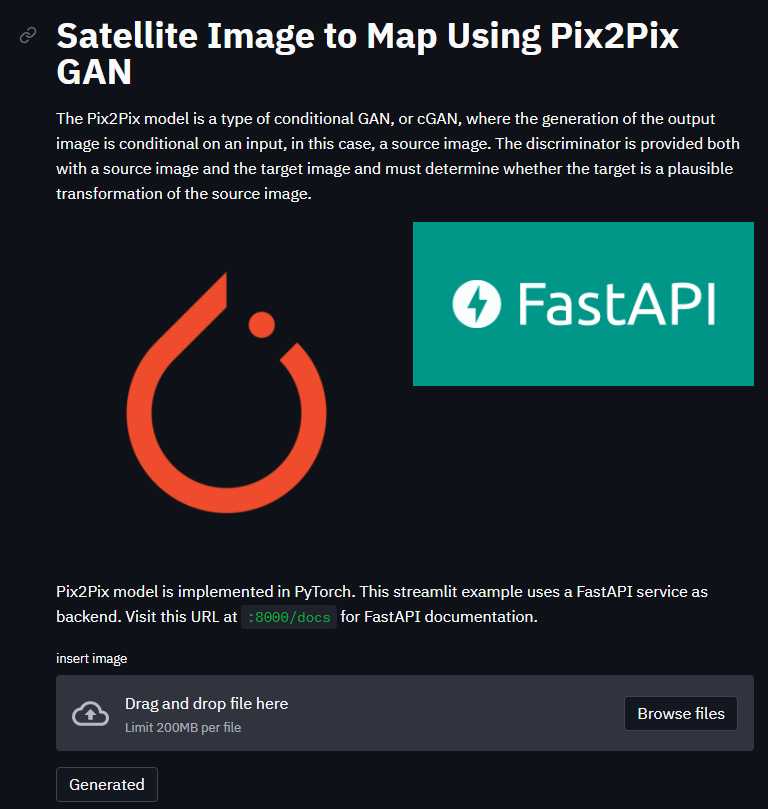 Satellite Image to Map Using Pix2Pix
GAN
The Pix2Pix model is a type of conditional GAN, or cGAN, where the generation of the output
image is conditional on an input, in this case, a source image. The discriminator is provided both
with a source image and the target image and must determine whether the target is a plausible
transformation of the source image.
FastAPI
Pix2Pix model is implemented in PyTorch. This streamlit example uses a FastAPI service as
backend. Visit this URL at :8000/docs for FastAPI documentation.
insert image
Drag and drop file here
Limit 200MB per file
Browse files
Generated